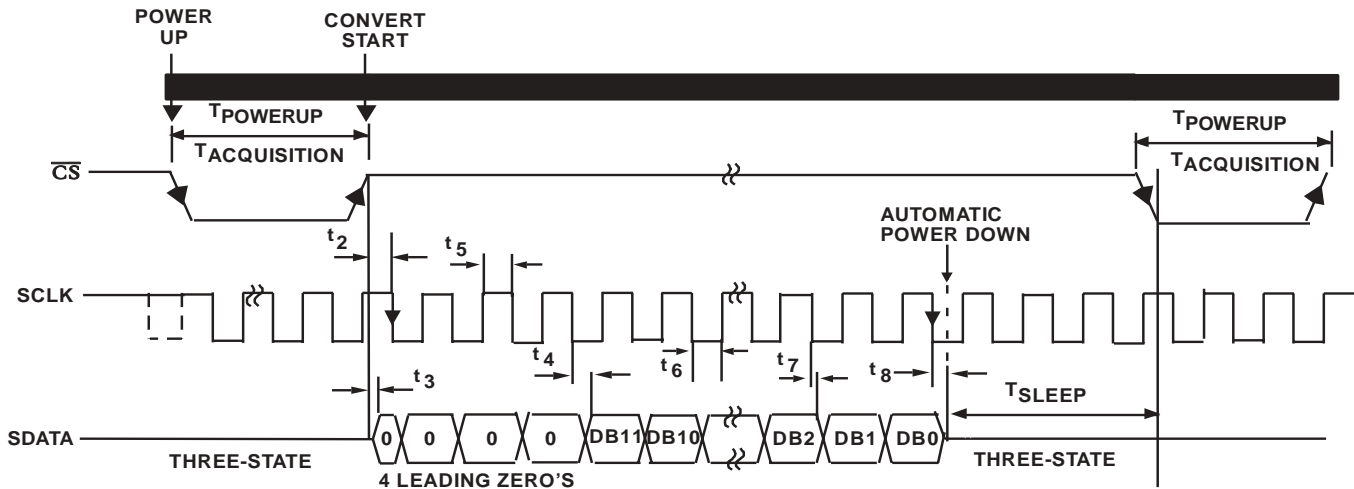 POWER
UP
CONVERT
START
TPOWERUP
TACQUISITION
TPOWERUP
TACQUISITION
CS
AUTOMATIC
POWER DOWN
t2
t5
SCLK
t3
t4
t6
t7
t8
TSLEEP
SDATA
0 0 0 0 DB11 DB10 DB2 DB1 DB0
THREE-STATE
THREE-STATE
4 LEADING ZERO'S